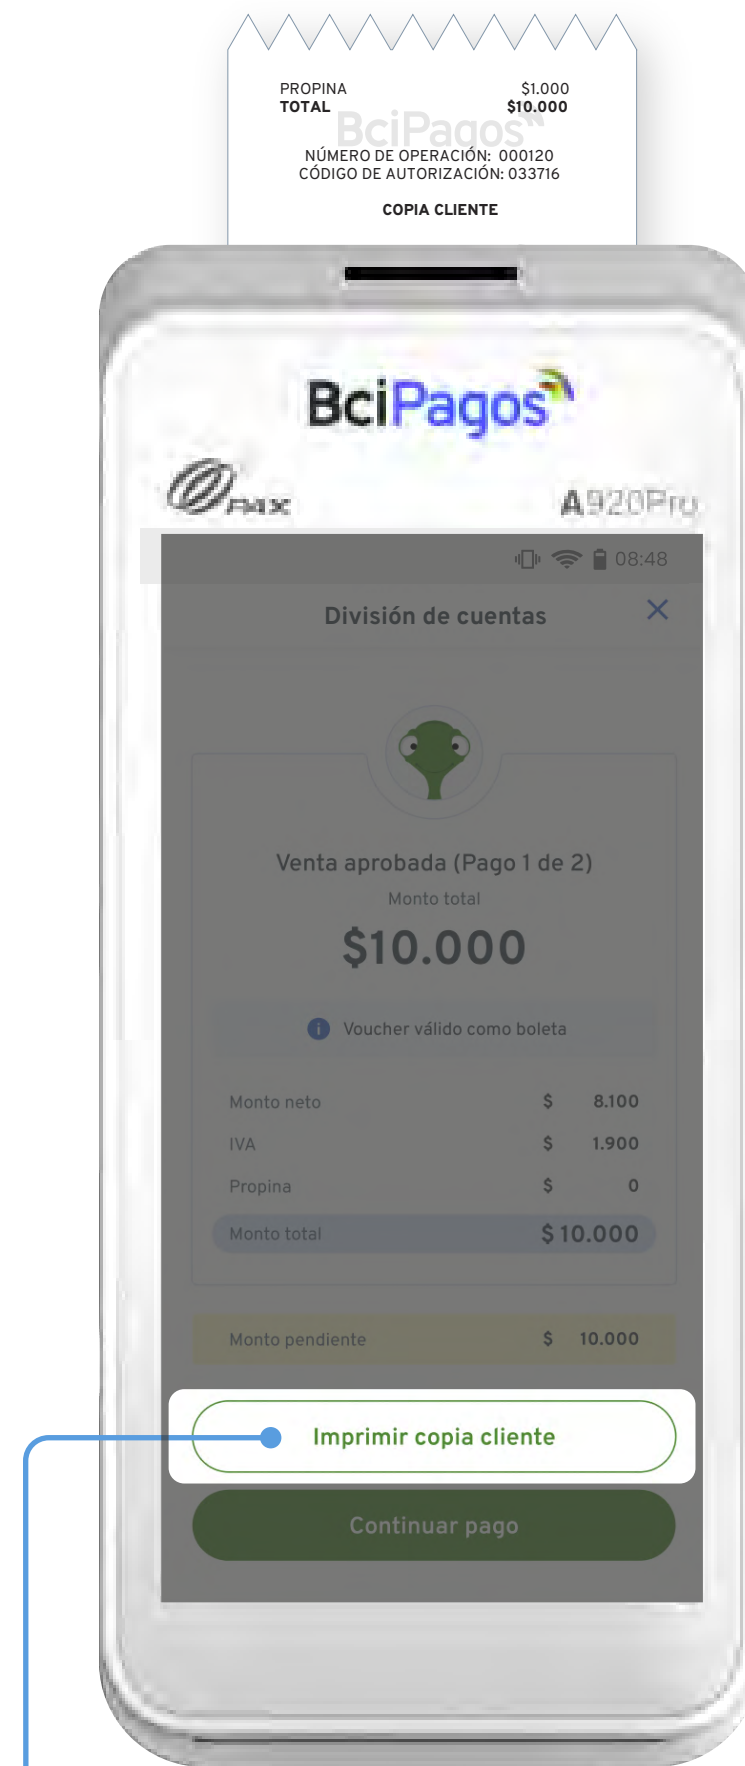 PROPINA $1.000
TOTAL $10.000
BciPagos
NÚMERO DE OPERACIÓN: 000120
CÓDIGO DE AUTORIZACIÓN: 033716
COPIA CLIENTE
BciPagos
PAX A920Pro
08:48
División de cuentas
Venta aprobada (Pago 1 de 2)
Monto total
$10.000
Voucher válido como boleta
Monto neto $ 8.100
IVA $ 1.900
Propina $ 0
Monto total $ 10.000
Monto pendiente $ 10.000
Imprimir copia cliente
Continuar pago